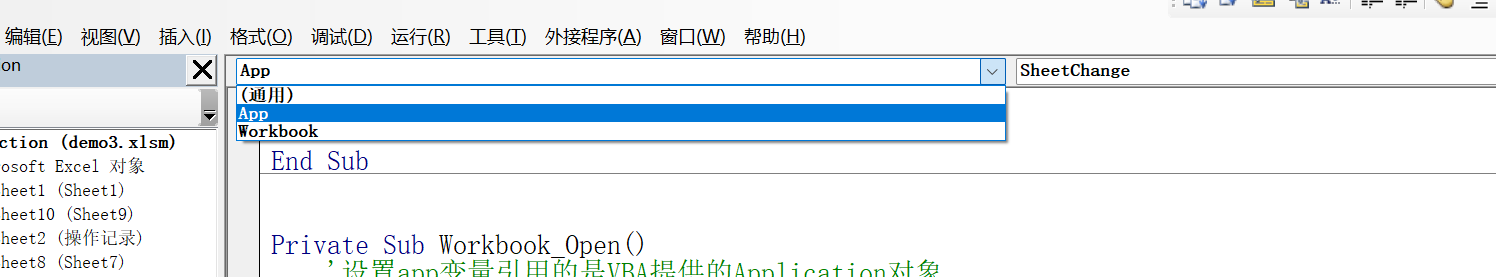 编辑(E) 视图(V) 插入(I) 格式(O) 调试(D) 运行(R) 工具(T) 外接程序(A) 窗口(W) 帮助(H)
on
App
SheetChange
(通用)
App
Workbook
ction (demo3.xlsm)
rosoft Excel 对象
heet1 (Sheet1)
heet10 (Sheet9)
heet2 (操作记录)
heet8 (Sheet7)
End Sub
Private Sub Workbook_Open()
'设置app变量引用的是VBA提供的Application对象